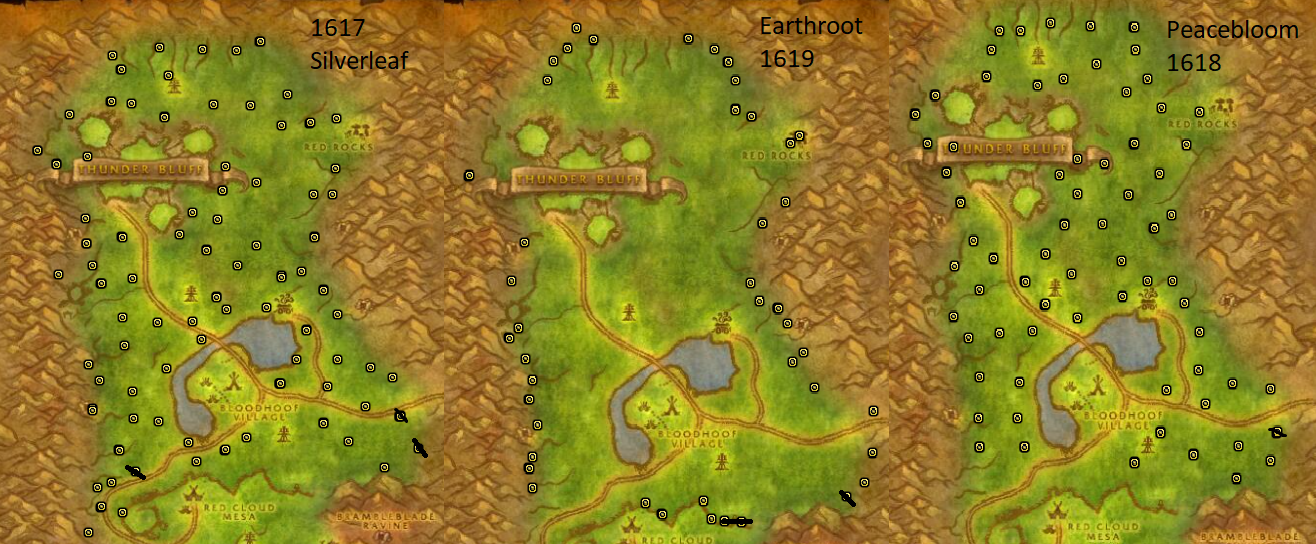 1617
Silverleaf
RED ROCKS
THUNDER BLUFF
BLOODHOOF
VILLAGE
RED CLOUD
MESA
BRAMBLEBLADE
RAVINE
Earthroot
1619
RED ROCKS
THUNDER BLUFF
BLOODHOOF
VILLAGE
RED CLOUD
Peacebloom
1618
RED ROCKS
THUNDER BLUFF
BLOODHOOF
VILLAGE
RED CLOUD
MESA
BRAMBLEBLADE